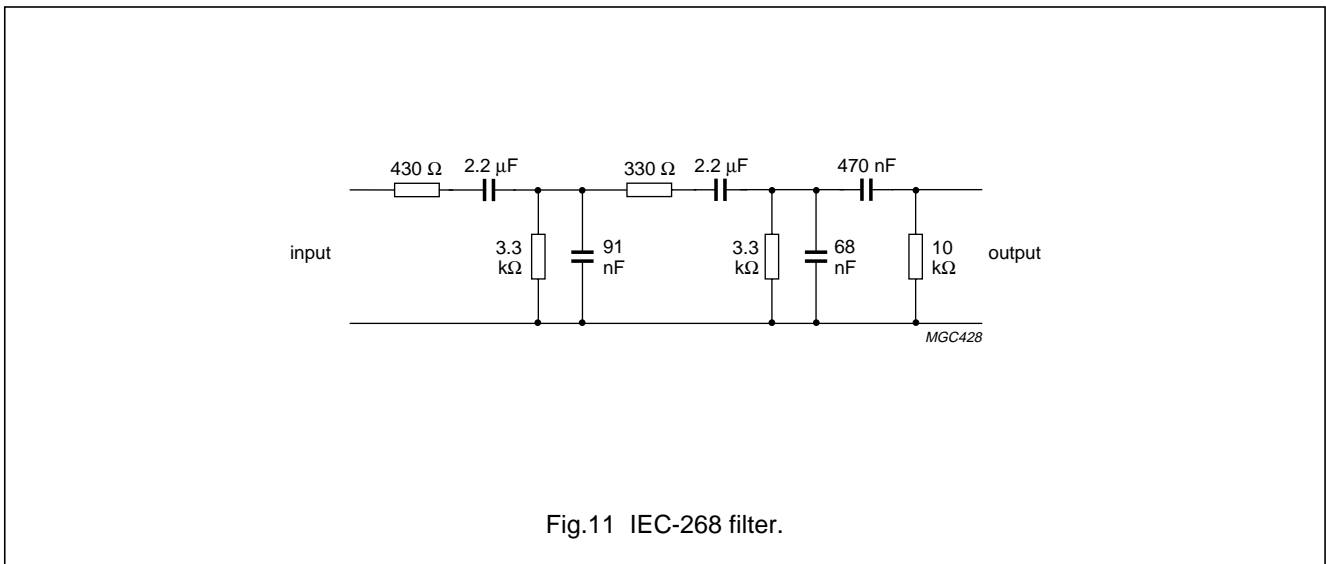 430 Ω 2.2 μF 330 Ω 2.2 μF 470 nF
input 3.3 kΩ 91 nF 3.3 kΩ 68 nF 10 kΩ output
MGC428
Fig.11 IEC-268 filter.